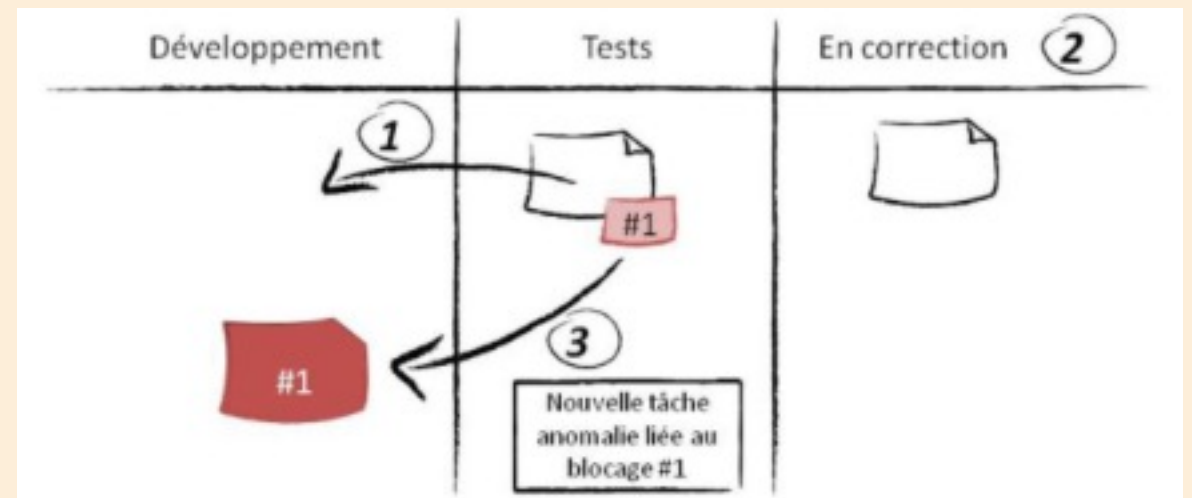 Développement
Tests
En correction
2
1
#1
3
#1
Nouvelle tâche
anomalie liée au
blocage #1